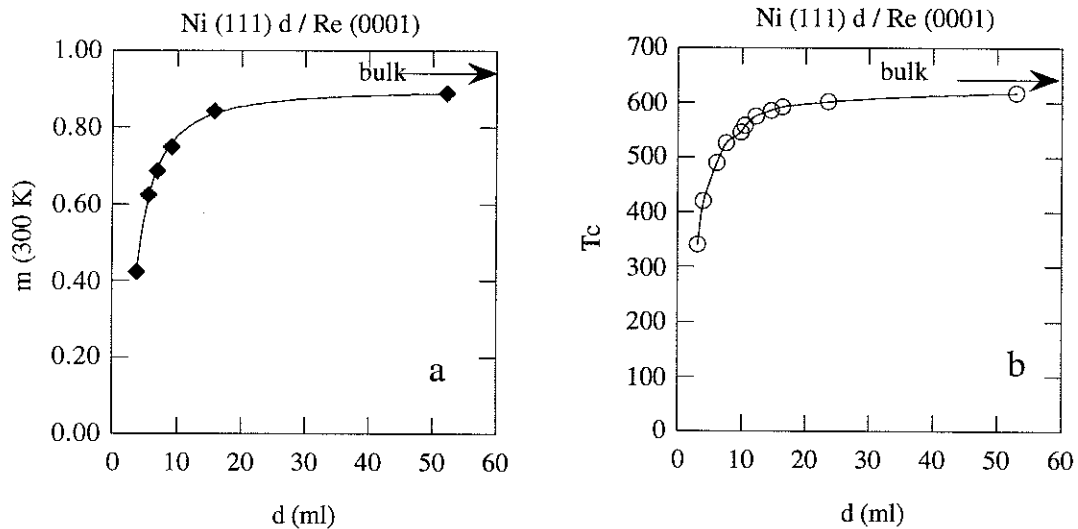 Ni (111) d / Re (0001)
1.00
0.80
0.60
0.40
0.20
0.00
m (300 K)
bulk
a
0 10 20 30 40 50 60
d (ml)
Ni (111) d / Re (0001)
700
600
500
400
300
200
100
0
Tc
bulk
b
0 10 20 30 40 50 60
d (ml)